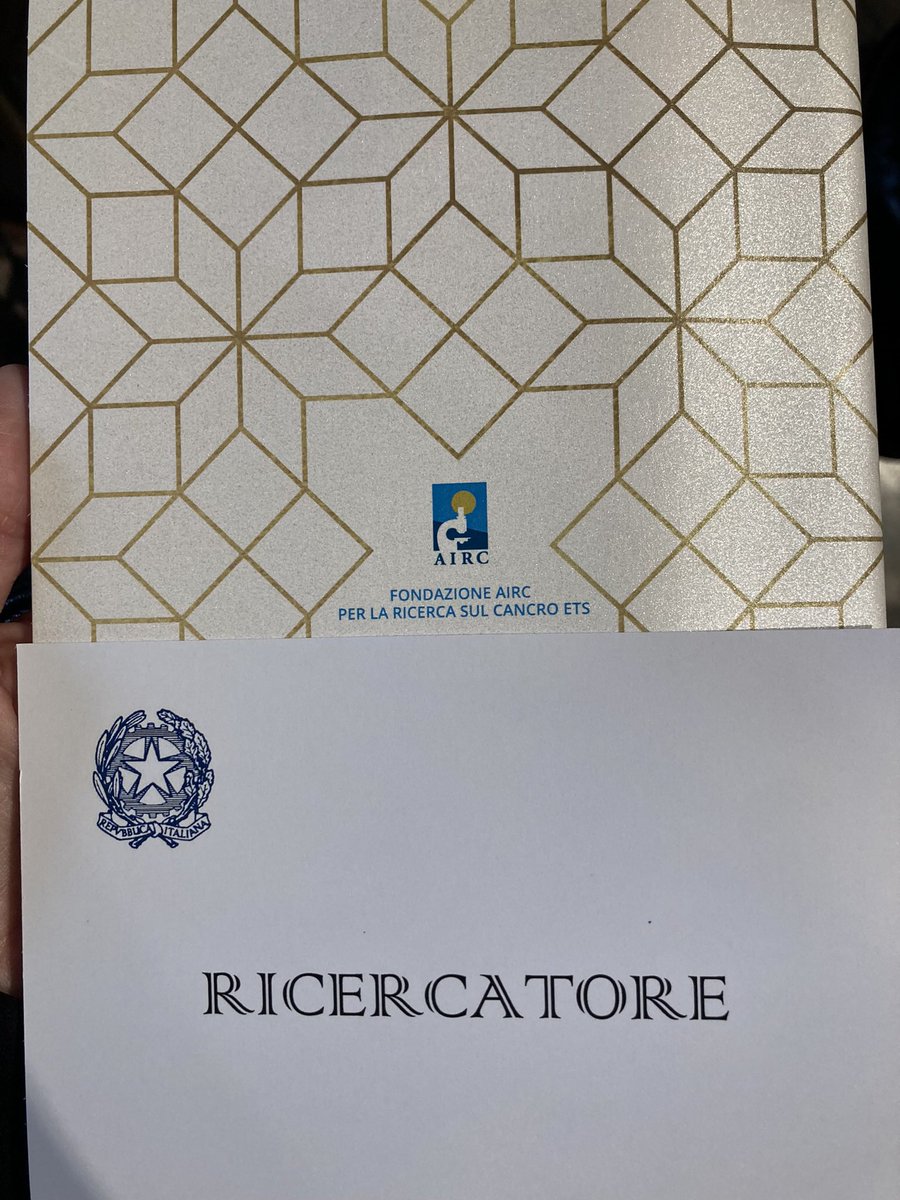 AIRC
FONDAZIONE AIRC
PER LA RICERCA SUL CANCRO ETS
REPVBBLICA ITALIANA
RICERCATORE